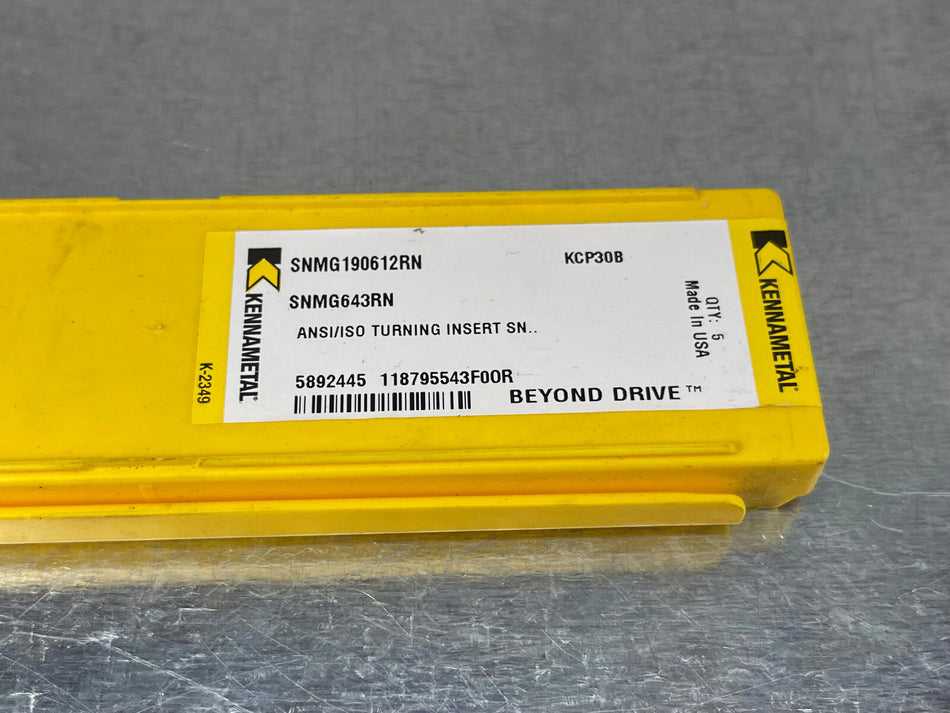 SNMG190612RN KCP30B
SNMG643RN
ANSI/ISO TURNING INSERT SN..
5892445 118795543F00R
BEYOND DRIVE™
QTY: 5
Made In USA
KENNAMETAL®
K-2349
KENNAMETAL®